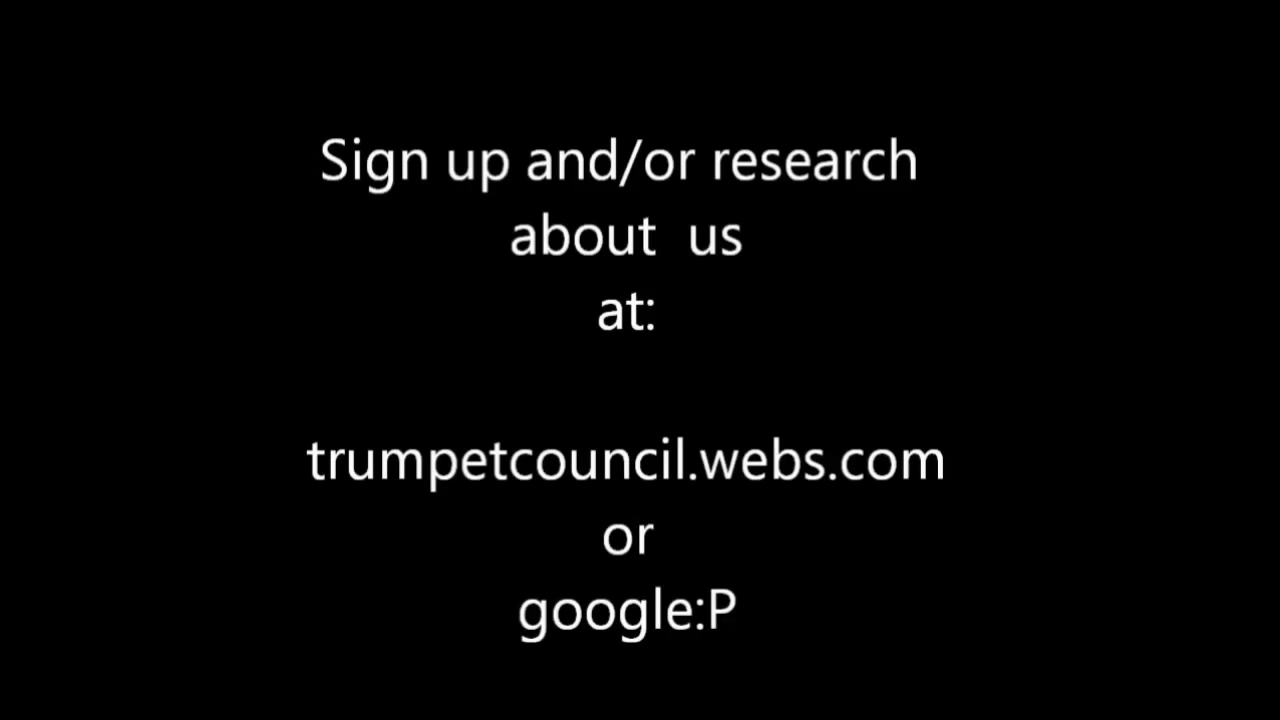 Sign up and/or research
about  us
at:
trumpetcouncil.webs.com
or
google:P